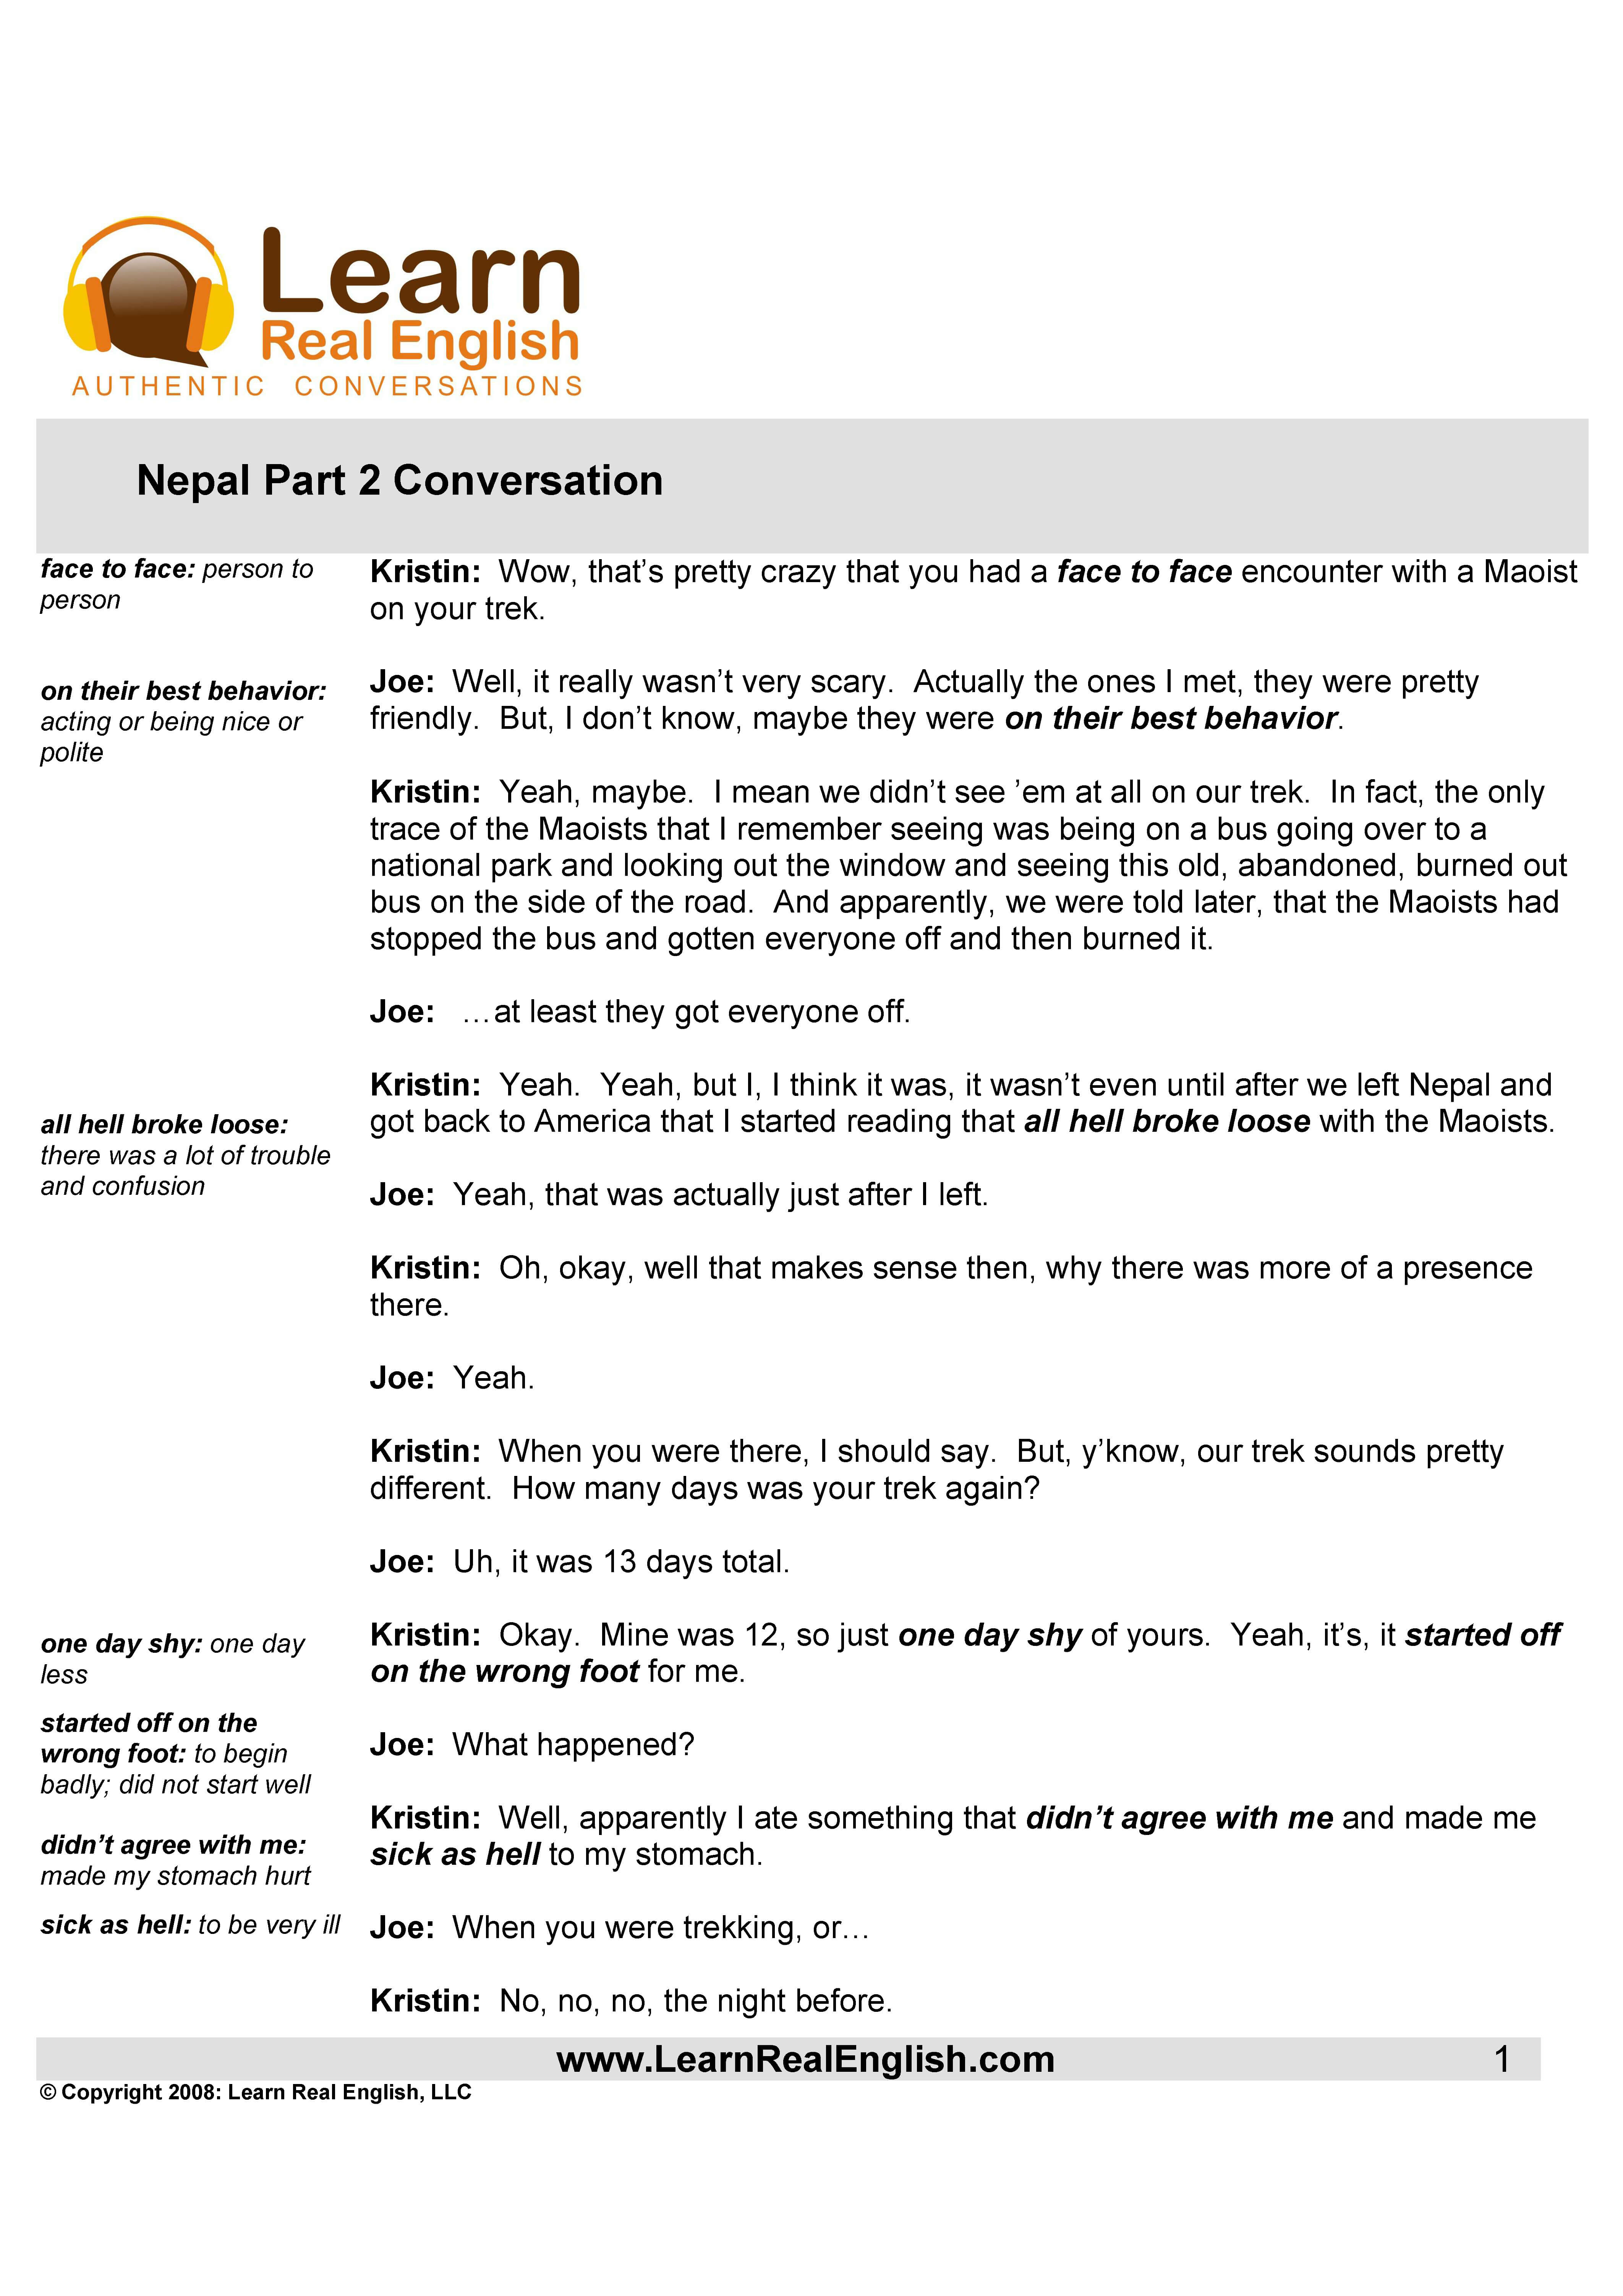 Learn
Real English
AUTHENTIC CONVERSATIONS
Nepal Part 2 Conversation
face to face: person to
person
on their best behavior:
acting or being nice or
polite
all hell broke loose:
there was a lot of trouble
and confusion
one day shy: one day
less
started off on the
wrong foot: to begin
badly; did not start well
didn’t agree with me:
made my stomach hurt
sick as hell: to be very ill
Kristin:  Wow, that’s pretty crazy that you had a face to face encounter with a Maoist
on your trek.
Joe:  Well, it really wasn’t very scary.  Actually the ones I met, they were pretty
friendly.  But, I don’t know, maybe they were on their best behavior.
Kristin:  Yeah, maybe.  I mean we didn’t see ’em at all on our trek.  In fact, the only
trace of the Maoists that I remember seeing was being on a bus going over to a
national park and looking out the window and seeing this old, abandoned, burned out
bus on the side of the road.  And apparently, we were told later, that the Maoists had
stopped the bus and gotten everyone off and then burned it.
Joe:   …at least they got everyone off.
Kristin:  Yeah.  Yeah, but I, I think it was, it wasn’t even until after we left Nepal and
got back to America that I started reading that all hell broke loose with the Maoists.
Joe:  Yeah, that was actually just after I left.
Kristin:  Oh, okay, well that makes sense then, why there was more of a presence
there.
Joe:  Yeah.
Kristin:  When you were there, I should say.  But, y’know, our trek sounds pretty
different.  How many days was your trek again?
Joe:  Uh, it was 13 days total.
Kristin:  Okay.  Mine was 12, so just one day shy of yours.  Yeah, it’s, it started off
on the wrong foot for me.
Joe:  What happened?
Kristin:  Well, apparently I ate something that didn’t agree with me and made me
sick as hell to my stomach.
Joe:  When you were trekking, or…
Kristin:  No, no, no, the night before.
www.LearnRealEnglish.com 1
© Copyright 2008: Learn Real English, LLC